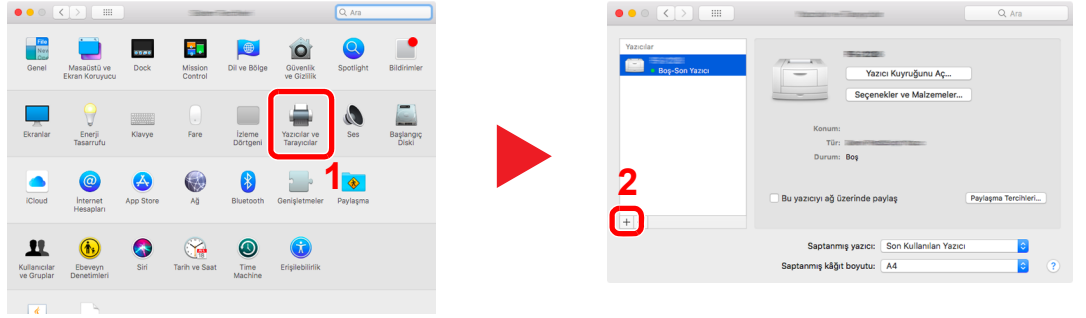 Ara
Genel
Masaüstü ve
Ekran Koruyucu
Dock
Mission
Control
Dil ve Bölge
Güvenlik
ve Gizlilik
Spotlight
Bildirimler
Ekranlar
Enerji
Tasarrufu
Klavye
Fare
İzleme
Dörtgeni
Yazıcılar ve
Tarayıcılar
Ses
Başlangıç
Diski
1
iCloud
İnternet
Hesapları
App Store
Ağ
Bluetooth
Genişletmeler
Paylaşma
Kullanıcılar
ve Gruplar
Ebeveyn
Denetimleri
Siri
Tarih ve Saat
Time
Machine
Erişilebilirlik
Ara
Yazıcılar
Boş-Son Yazıcı
Yazıcı Kuyruğunu Aç...
Seçenekler ve Malzemeler...
Konum:
Tür:
Durum: Boş
2
Bu yazıcıyı ağ üzerinde paylaş
Paylaşma Tercihleri...
+
Saptanmış yazıcı: Son Kullanılan Yazıcı
Saptanmış kâğıt boyutu: A4
?